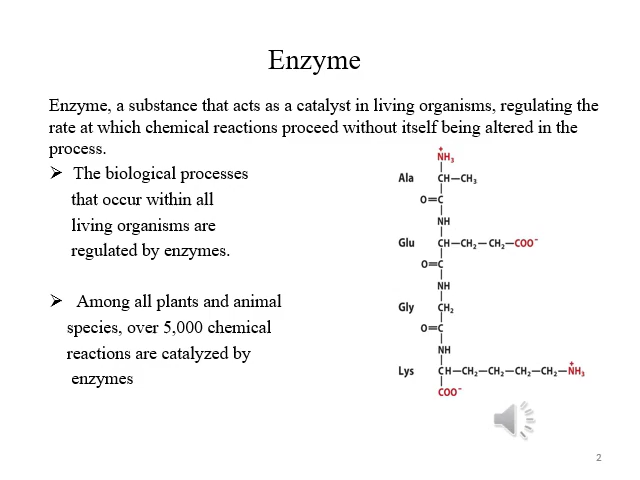 Enzyme
Enzyme, a substance that acts as a catalyst in living organisms, regulating the
rate at which chemical reactions proceed without itself being altered in the
process.
➢ The biological processes
that occur within all
living organisms are
regulated by enzymes.
➢ Among all plants and animal
species, over 5,000 chemical
reactions are catalyzed by
enzymes
+
NH₃
Ala CH—CH₃
O=C
NH
Glu CH—CH₂—CH₂—COO⁻
O=C
NH
Gly CH₂
O=C
NH
+
Lys CH—CH₂—CH₂—CH₂—CH₂—NH₃
COO⁻
2